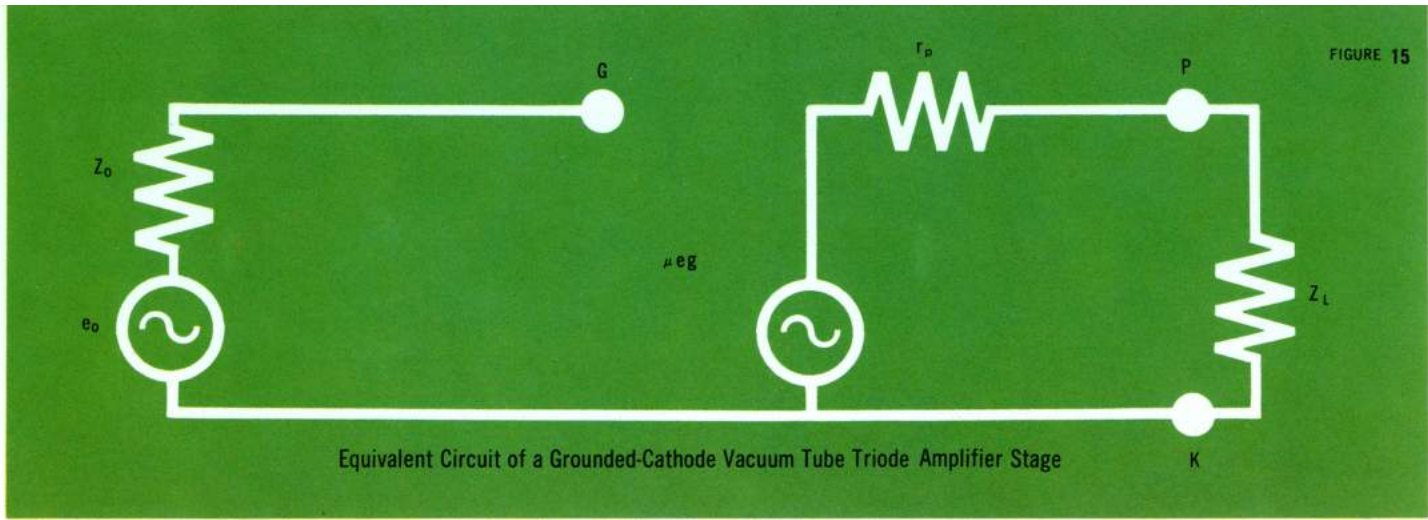 FIGURE 15
G
rp
P
Zo
μeg
eo
ZL
Equivalent Circuit of a Grounded-Cathode Vacuum Tube Triode Amplifier Stage
K